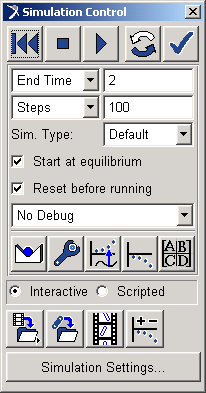 Simulation Control
End Time 2
Steps 100
Sim. Type: Default
Start at equilibrium
Reset before running
No Debug
A B
C D
Interactive Scripted
Simulation Settings...